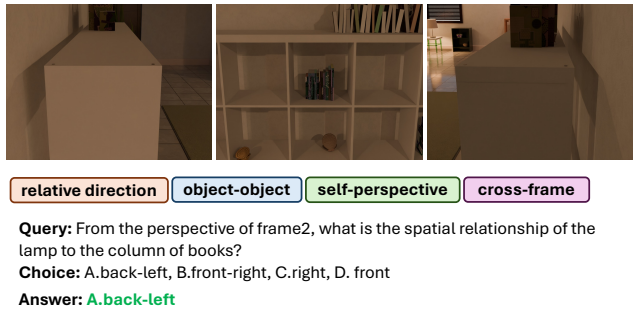 relative direction object-object self-perspective cross-frame
Query: From the perspective of frame2, what is the spatial relationship of the
lamp to the column of books?
Choice: A.back-left, B.front-right, C.right, D. front
Answer: A.back-left